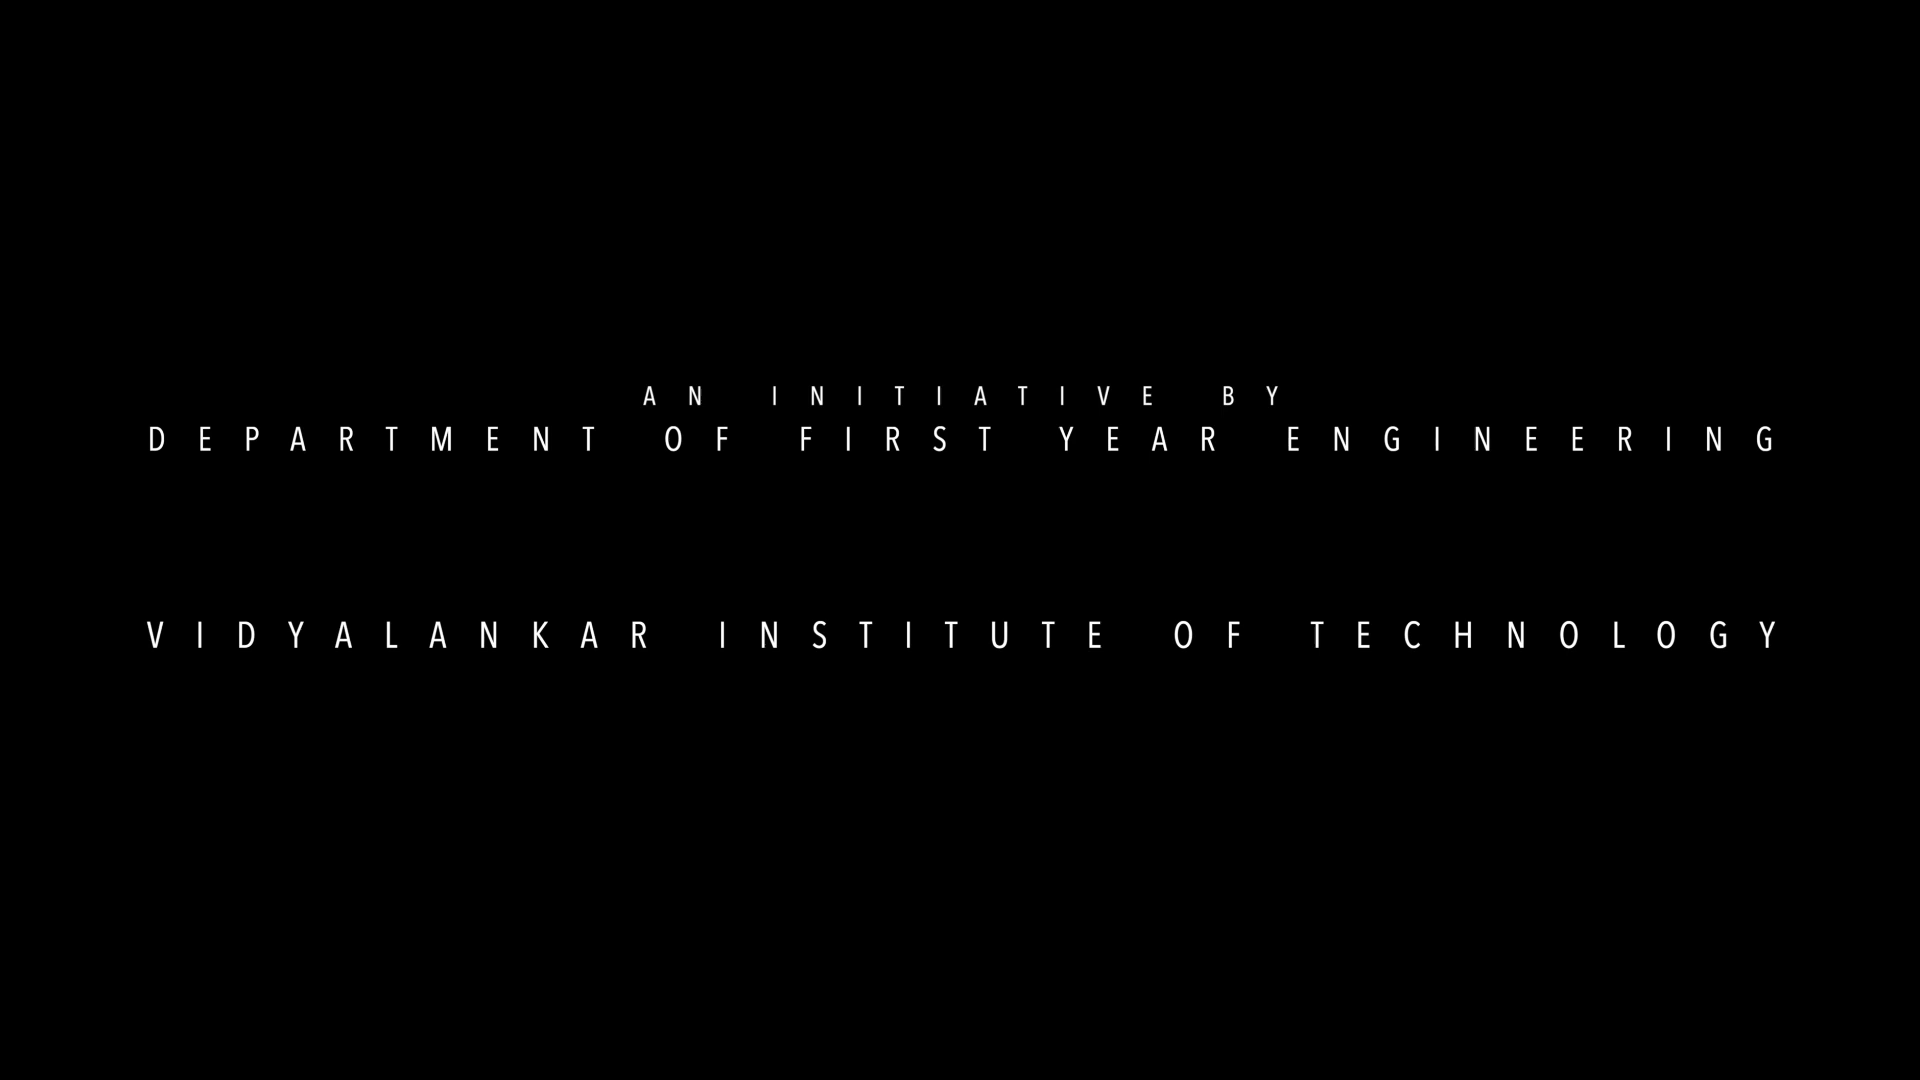 AN INITIATIVE BY
DEPARTMENT OF FIRST YEAR ENGINEERING
VIDYALANKAR INSTITUTE OF TECHNOLOGY